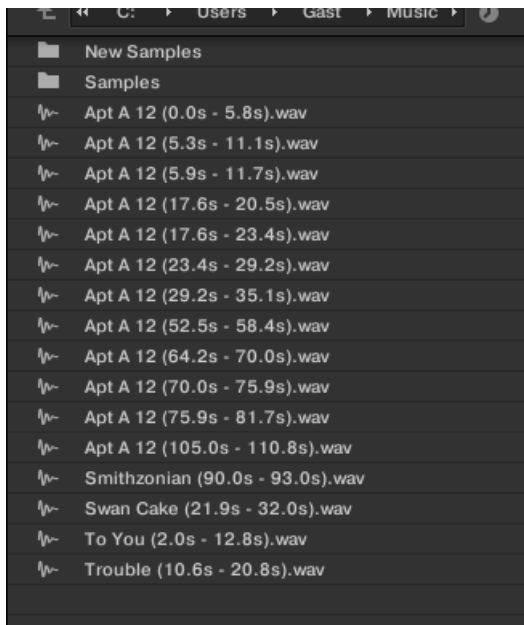 C: Users Gast Music
New Samples
Samples
Apt A 12 (0.0s - 5.8s).wav
Apt A 12 (5.3s - 11.1s).wav
Apt A 12 (5.9s - 11.7s).wav
Apt A 12 (17.6s - 20.5s).wav
Apt A 12 (17.6s - 23.4s).wav
Apt A 12 (23.4s - 29.2s).wav
Apt A 12 (29.2s - 35.1s).wav
Apt A 12 (52.5s - 58.4s).wav
Apt A 12 (64.2s - 70.0s).wav
Apt A 12 (70.0s - 75.9s).wav
Apt A 12 (75.9s - 81.7s).wav
Apt A 12 (105.0s - 110.8s).wav
Smithzonian (90.0s - 93.0s).wav
Swan Cake (21.9s - 32.0s).wav
To You (2.0s - 12.8s).wav
Trouble (10.6s - 20.8s).wav